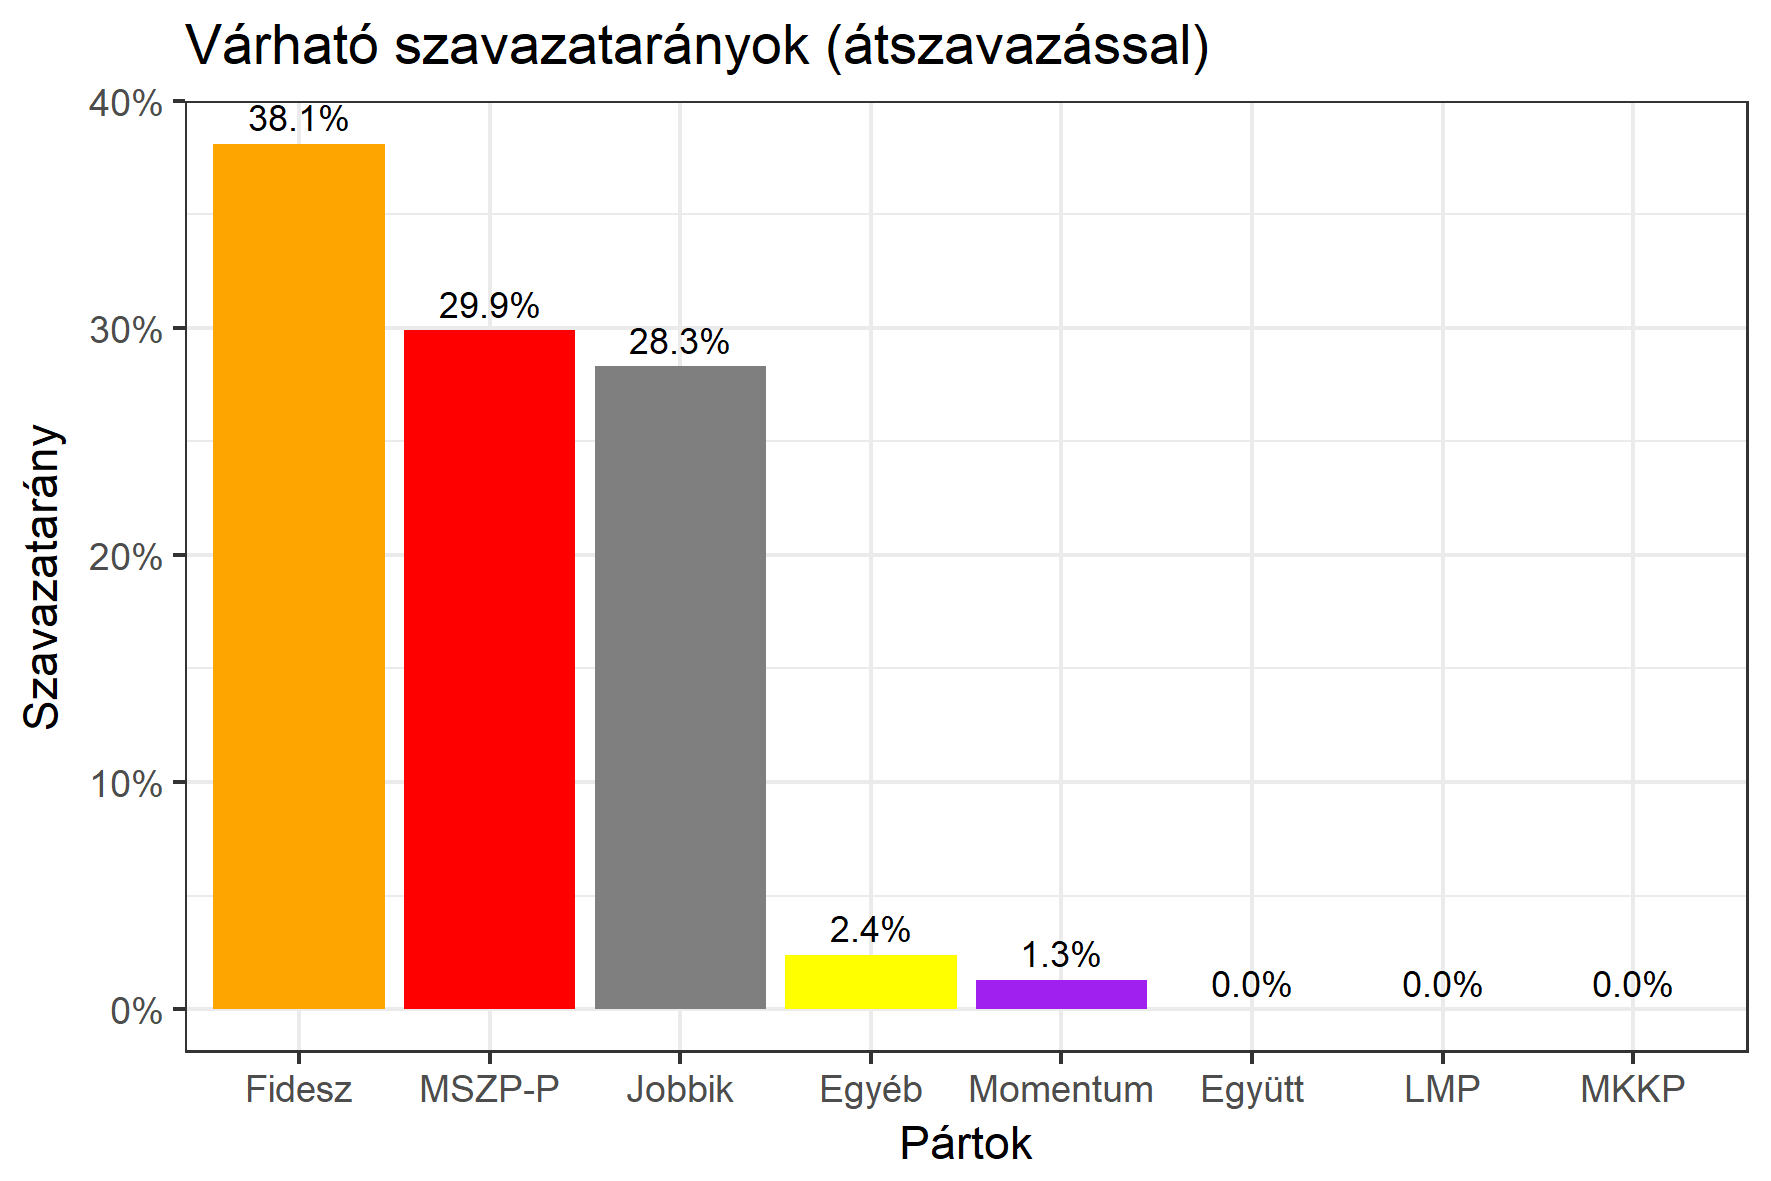 Várható szavazatarányok (átszavazással)
Szavazatarány
40%
30%
20%
10%
0%
38.1%
29.9%
28.3%
2.4%
1.3%
0.0%
0.0%
0.0%
Fidesz
MSZP-P
Jobbik
Egyéb
Momentum
Együtt
LMP
MKKP
Pártok